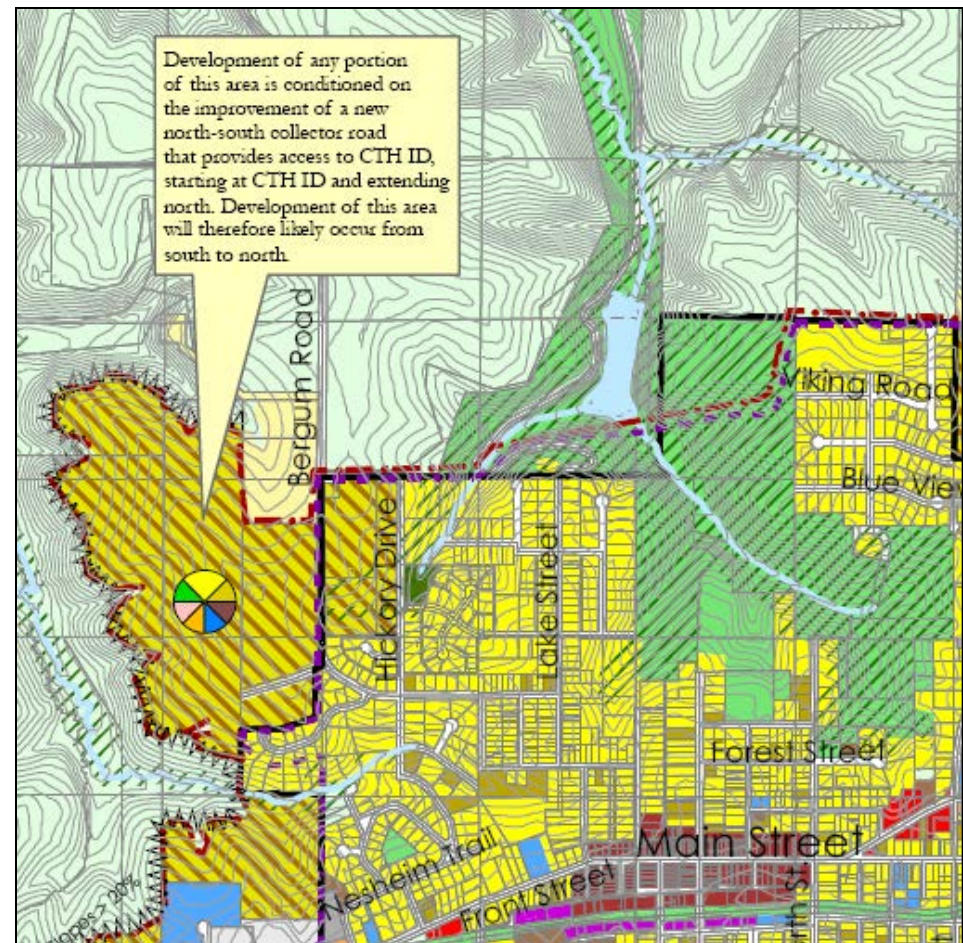 Development of any portion
of this area is conditioned on
the improvement of a new
north-south collector road
that provides access to CTH ID,
starting at CTH ID and extending
north. Development of this area
will therefore likely occur from
south to north.
Bergum Road
Viking Road
Blue View
Hickory Drive
Lake Street
Forest Street
Main Street
Nesheim Trail
Front Street
> 20%